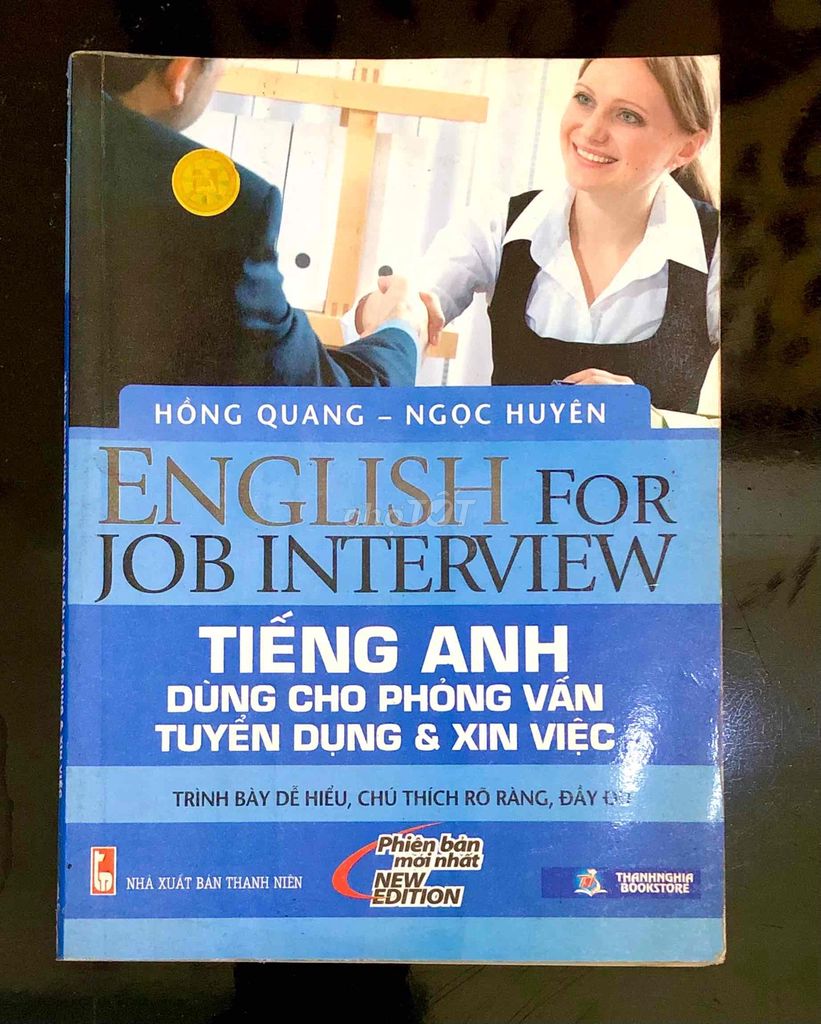 HỒNG QUANG – NGỌC HUYÊN
ENGLISH FOR
chợTỐT
JOB INTERVIEW
TIẾNG ANH
DÙNG CHO PHỎNG VẤN
TUYỂN DỤNG & XIN VIỆC
TRÌNH BÀY DỄ HIỂU, CHÚ THÍCH RÕ RÀNG, ĐẦY ĐỦ
Phiên bản
mới nhất
NEW
EDITION
NHÀ XUẤT BẢN THANH NIÊN
THANHNGHIA
BOOKSTORE